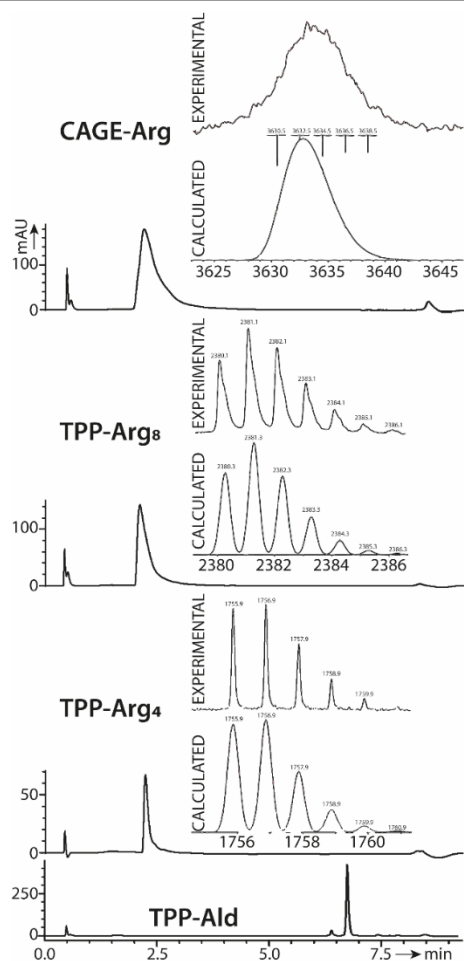 EXPERIMENTAL
CAGE-Arg
3630.5 3632.5 3634.5 3636.5 3638.5
CALCULATED
mAU
100
0
3625 3630 3635 3640 3645
EXPERIMENTAL
2380.1 2381.1 2382.1 2383.1 2384.1 2385.1 2386.1
TPP-Arg₈
CALCULATED
2380.3 2381.3 2382.3 2383.3 2384.3 2385.3 2386.3
100
0
2380 2382 2384 2386
EXPERIMENTAL
1755.9 1756.9 1757.9 1758.9 1759.9
TPP-Arg₄
CALCULATED
1755.9 1756.9 1757.9 1758.9 1759.9 1760.9
50
0
1756 1758 1760
250
0
TPP-Ald
0.0 2.5 5.0 7.5 min